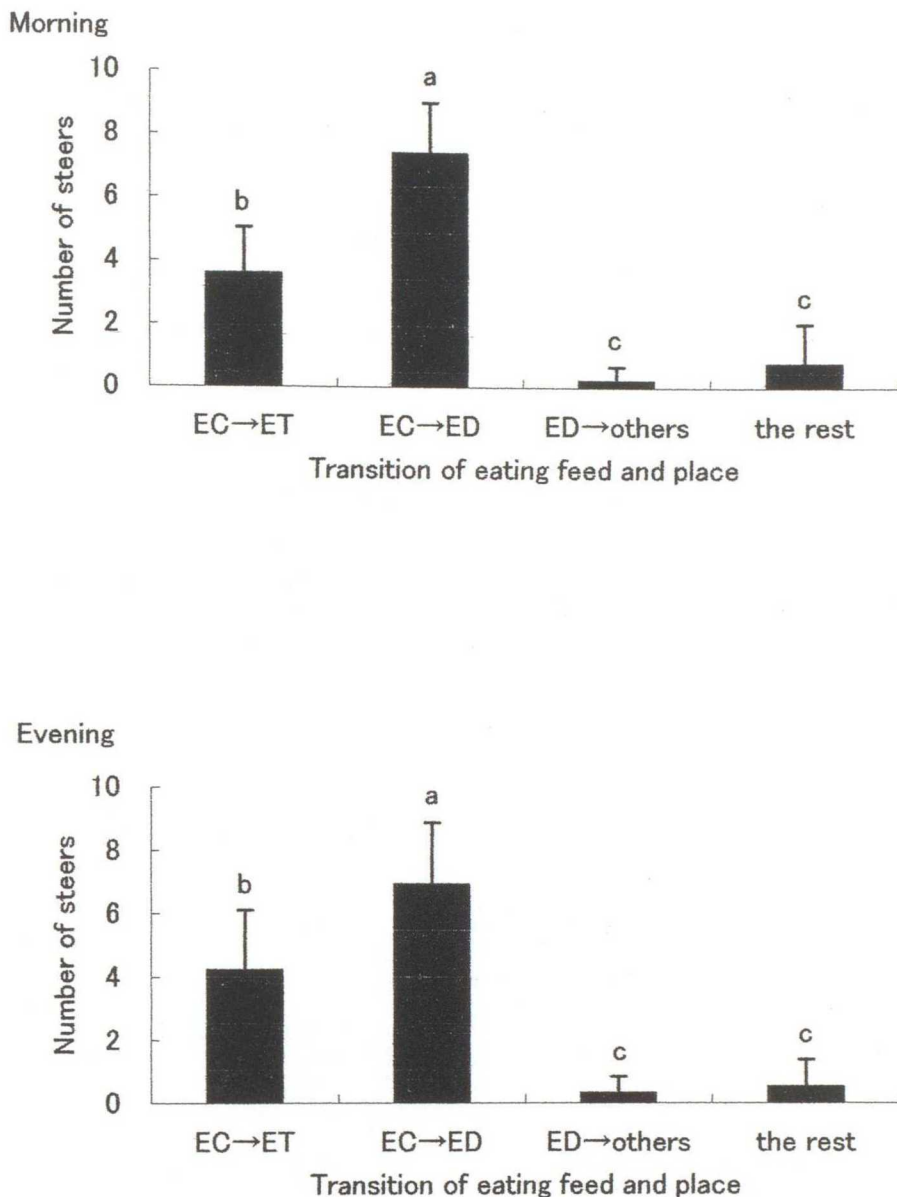 Morning
10
a
8
b
6
4
c
c
2
0
Number of steers
EC→ET EC→ED ED→others the rest
Transition of eating feed and place
Evening
10
a
8
b
6
4
c
c
2
0
Number of steers
EC→ET EC→ED ED→others the rest
Transition of eating feed and place